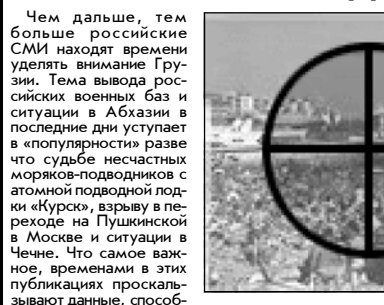 Чем дальше, тем
больше российские
СМИ находят времени
уделять внимание Гру-
зии. Тема вывода рос-
сийских военных баз и
ситуации в Абхазии в
последние дни уступает
в «популярности» разве
что судьбе несчастных
моряков-подводников с
атомной подводной лод-
ки «Курск», взрыву в пе-
реходе на Пушкинской
в Москве и ситуации в
Чечне. Что самое важ-
ное, временами в этих
публикациях проскаль-
зывают данные, способ-